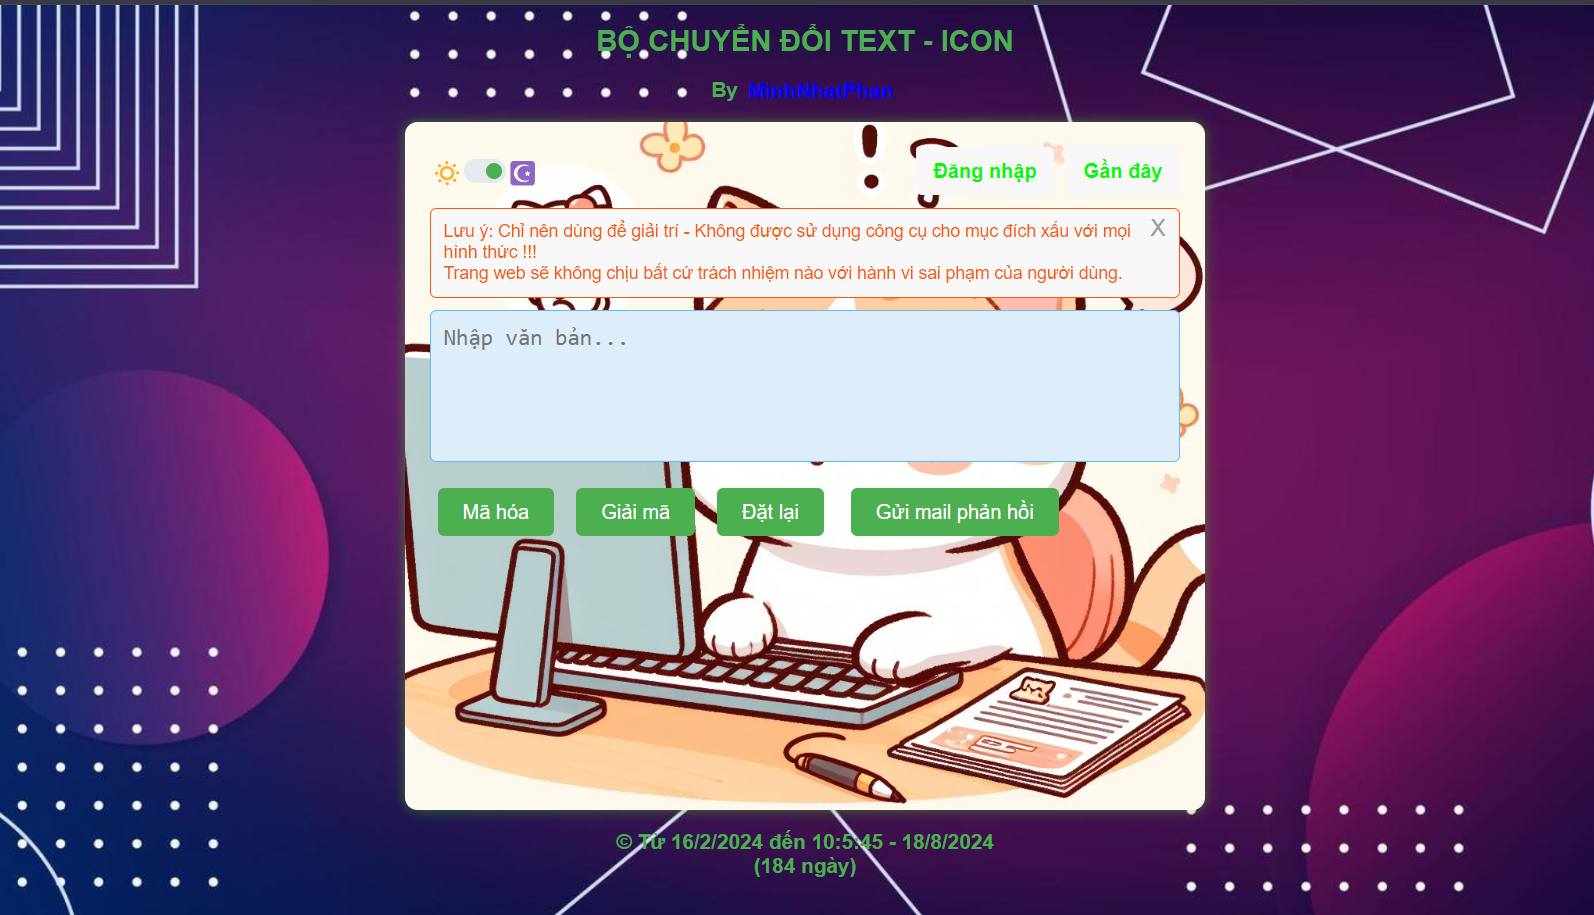 BỘ CHUYỂN ĐỔI TEXT - ICON
By MinhNhatPhan
Đăng nhập
Gần đây
Lưu ý: Chỉ nên dùng để giải trí - Không được sử dụng công cụ cho mục đích xấu với mọi
hình thức !!!
Trang web sẽ không chịu bất cứ trách nhiệm nào với hành vi sai phạm của người dùng.
X
Nhập văn bản...
Mã hóa
Giải mã
Đặt lại
Gửi mail phản hồi
© Từ 16/2/2024 đến 10:5:45 - 18/8/2024
(184 ngày)